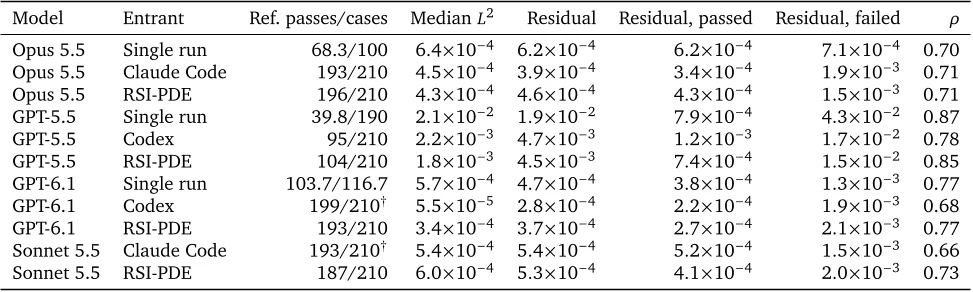 Model Entrant Ref. passes/cases Median L² Residual Residual, passed Residual, failed ρ
Opus 5.5 Single run 68.3/100 6.4×10⁻⁴ 6.2×10⁻⁴ 6.2×10⁻⁴ 7.1×10⁻⁴ 0.70
Opus 5.5 Claude Code 193/210 4.5×10⁻⁴ 3.9×10⁻⁴ 3.4×10⁻⁴ 1.9×10⁻³ 0.71
Opus 5.5 RSI-PDE 196/210 4.3×10⁻⁴ 4.6×10⁻⁴ 4.3×10⁻⁴ 1.5×10⁻³ 0.71
GPT-5.5 Single run 39.8/190 2.1×10⁻² 1.9×10⁻² 7.9×10⁻⁴ 4.3×10⁻² 0.87
GPT-5.5 Codex 95/210 2.2×10⁻³ 4.7×10⁻³ 1.2×10⁻³ 1.7×10⁻² 0.78
GPT-5.5 RSI-PDE 104/210 1.8×10⁻³ 4.5×10⁻³ 7.4×10⁻⁴ 1.5×10⁻² 0.85
GPT-6.1 Single run 103.7/116.7 5.7×10⁻⁴ 4.7×10⁻⁴ 3.8×10⁻⁴ 1.3×10⁻³ 0.77
GPT-6.1 Codex 199/210† 5.5×10⁻⁵ 2.8×10⁻⁴ 2.2×10⁻⁴ 1.9×10⁻³ 0.68
GPT-6.1 RSI-PDE 193/210 3.4×10⁻⁴ 3.7×10⁻⁴ 2.7×10⁻⁴ 2.1×10⁻³ 0.77
Sonnet 5.5 Claude Code 193/210† 5.4×10⁻⁴ 5.4×10⁻⁴ 5.2×10⁻⁴ 1.5×10⁻³ 0.66
Sonnet 5.5 RSI-PDE 187/210 6.0×10⁻⁴ 5.3×10⁻⁴ 4.1×10⁻⁴ 2.0×10⁻³ 0.73